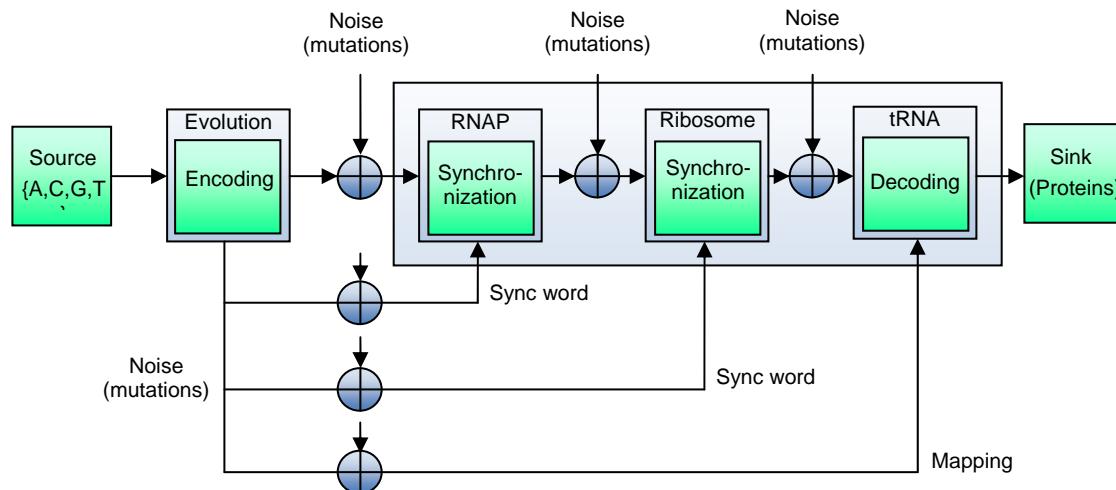 Noise
(mutations)
Noise
(mutations)
Noise
(mutations)
Evolution
RNAP
Ribosome
tRNA
Source
{A,C,G,T
Encoding
Synchro-
nization
Synchro-
nization
Decoding
Sink
(Proteins)
Sync word
Noise
(mutations)
Sync word
Mapping